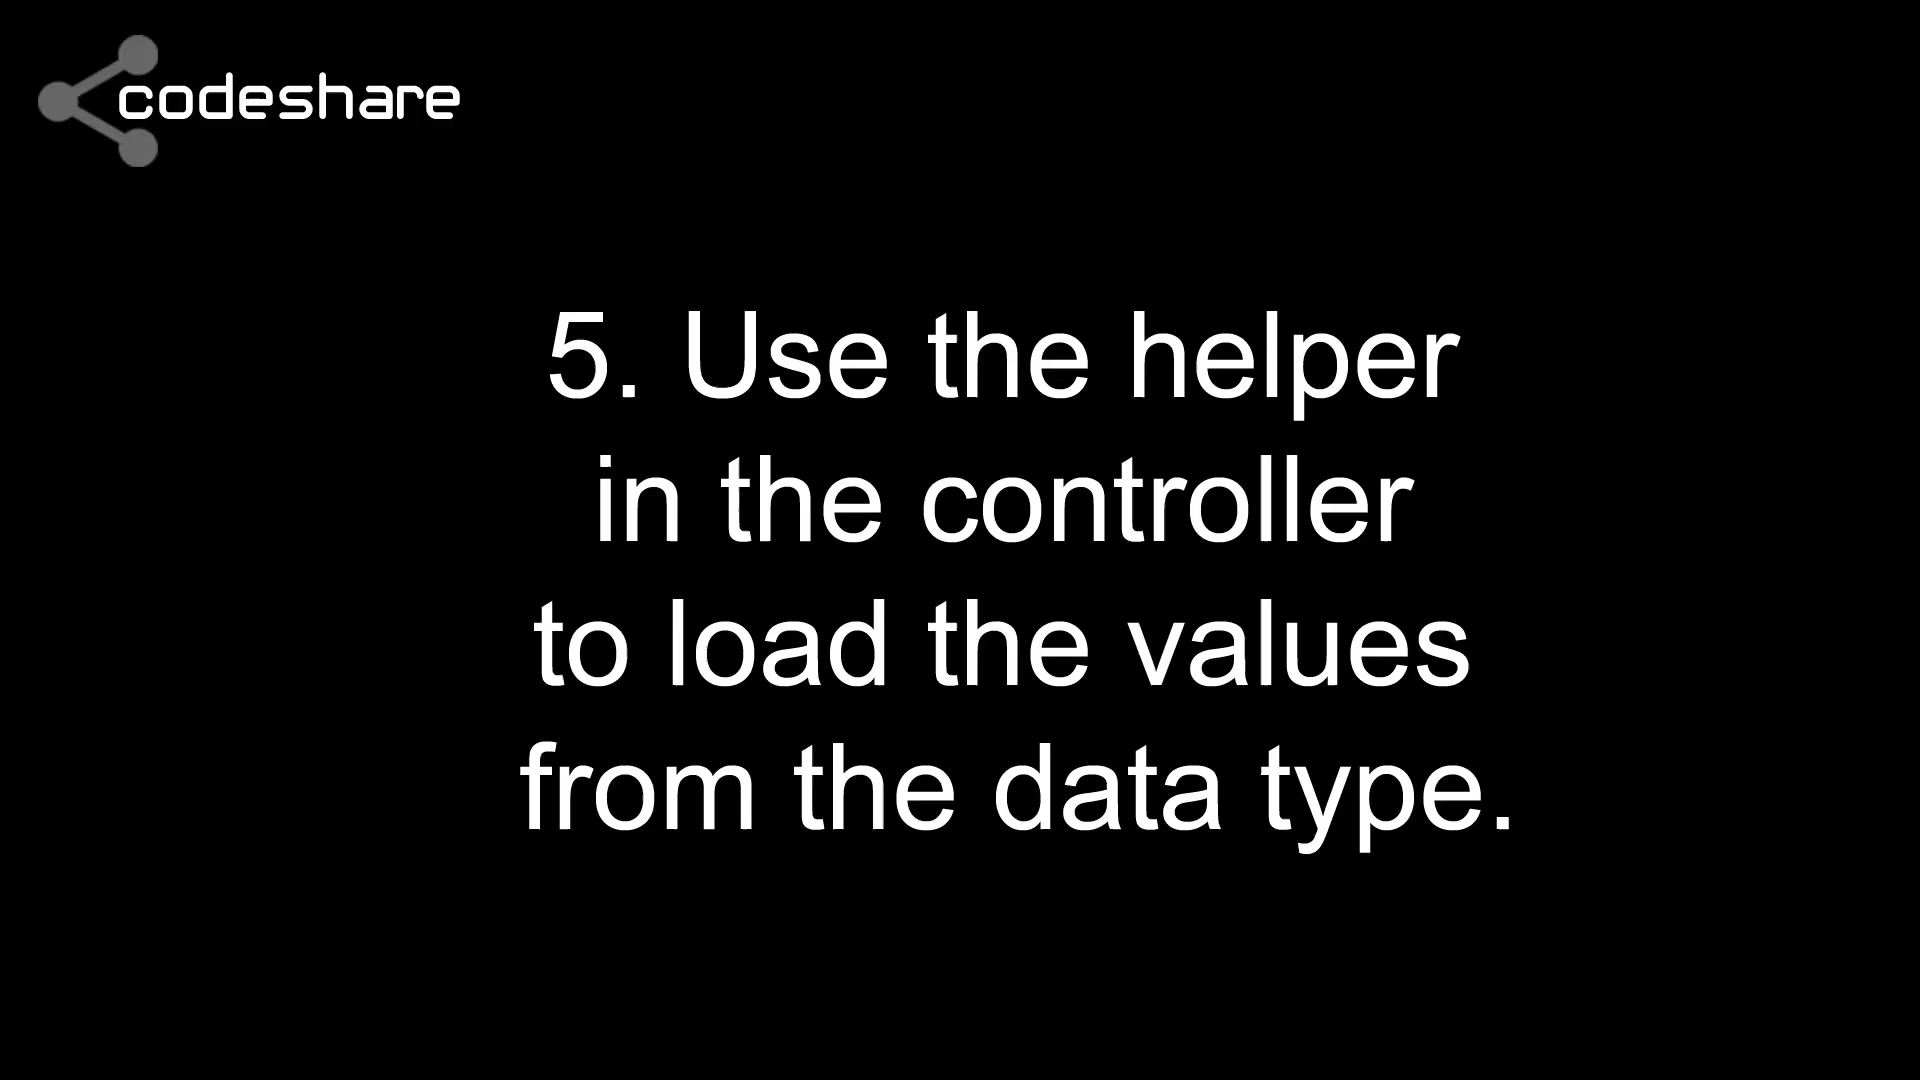 codeshare
5. Use the helper
in the controller
to load the values
from the data type.